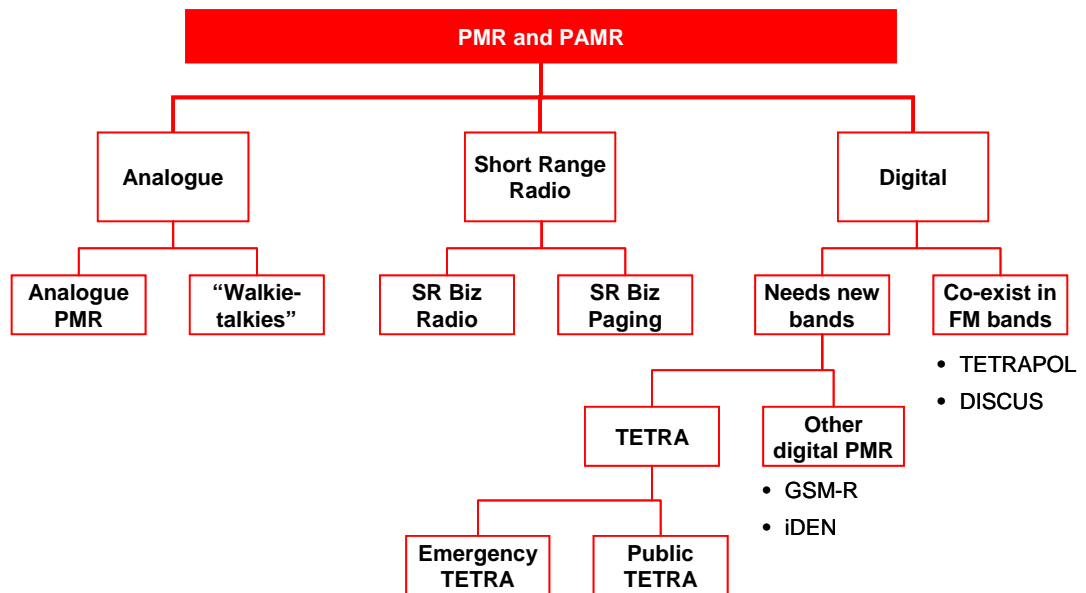 PMR and PAMR
Analogue
Short Range
Radio
Digital
Analogue
PMR
“Walkie-
talkies”
SR Biz
Radio
SR Biz
Paging
Needs new
bands
Co-exist in
FM bands
• TETRAPOL
• DISCUS
TETRA
Other
digital PMR
• GSM-R
• iDEN
Emergency
TETRA
Public
TETRA